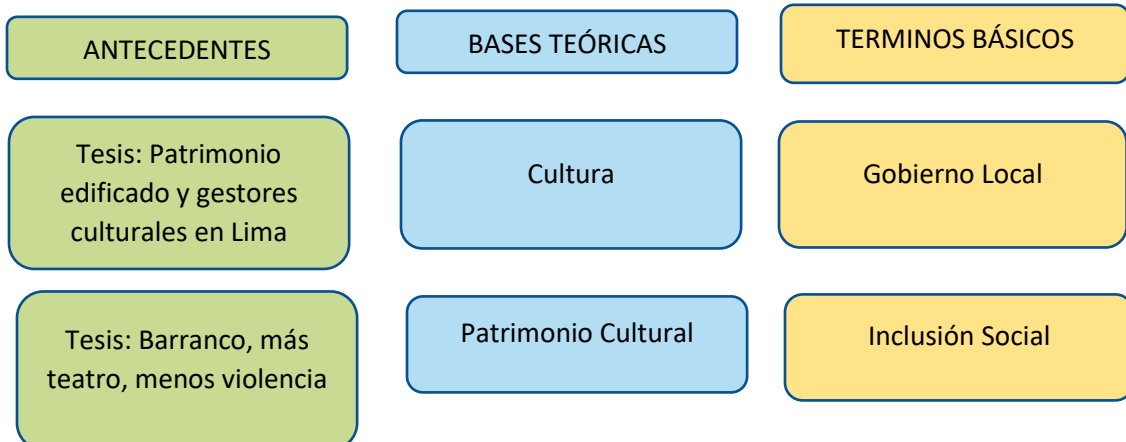 ANTECEDENTES
BASES TEÓRICAS
TERMINOS BÁSICOS
Tesis: Patrimonio
edificado y gestores
culturales en Lima
Cultura
Gobierno Local
Tesis: Barranco, más
teatro, menos violencia
Patrimonio Cultural
Inclusión Social